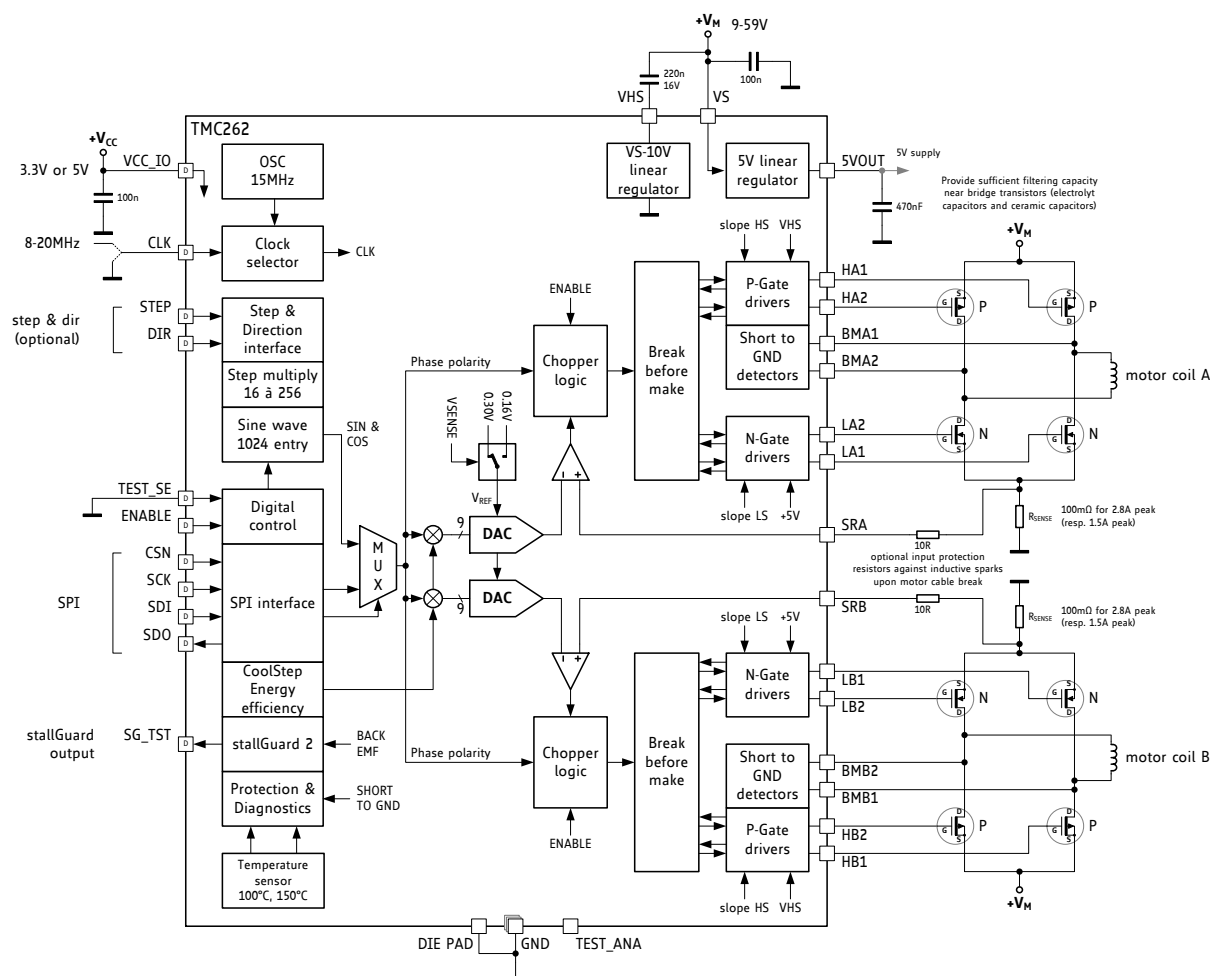 +VM
9-59V
220n
16V
100n
VHS
VS
TMC262
+VCC
3.3V or 5V
VCC_IO
D
100n
OSC
15MHz
VS-10V
linear
regulator
5V linear
regulator
5VOUT
5V supply
470nF
Provide sufficient filtering capacity
near bridge transistors (electrolyt
capacitors and ceramic capacitors)
+VM
8-20MHz
CLK
D
Clock
selector
CLK
slope HS
VHS
STEP
D
step & dir
(optional)
DIR
D
Step &
Direction
interface
Step multiply
16 à 256
Sine wave
1024 entry
SIN &
COS
Phase polarity
ENABLE
Chopper
logic
Break
before
make
P-Gate
drivers
Short to
GND
detectors
N-Gate
drivers
HA1
HA2
BMA1
BMA2
LA2
LA1
S
G
D
P
S
G
D
P
motor coil A
D
G
S
N
D
G
S
N
VSENSE
0.30V
0.16V
VREF
- +
slope LS
+5V
TEST_SE
D
ENABLE
D
Digital
control
CSN
D
SCK
D
SPI
SDI
D
SDO
D
SPI interface
M
U
X
9
DAC
9
DAC
SRA
10R
RSENSE
100mΩ for 2.8A peak
(resp. 1.5A peak)
optional input protection
resistors against inductive sparks
upon motor cable break
SRB
10R
RSENSE
100mΩ for 2.8A peak
(resp. 1.5A peak)
slope LS
+5V
- +
CoolStep
Energy
efficiency
stallGuard
output
SG_TST
D
stallGuard 2
BACK
EMF
Phase polarity
Chopper
logic
ENABLE
Break
before
make
N-Gate
drivers
Short to
GND
detectors
P-Gate
drivers
LB1
LB2
BMB2
BMB1
HB2
HB1
S
G
D
N
S
G
D
N
motor coil B
D
G
S
P
D
G
S
P
+VM
Protection &
Diagnostics
SHORT
TO GND
Temperature
sensor
100°C, 150°C
slope HS
VHS
DIE PAD
GND
TEST_ANA